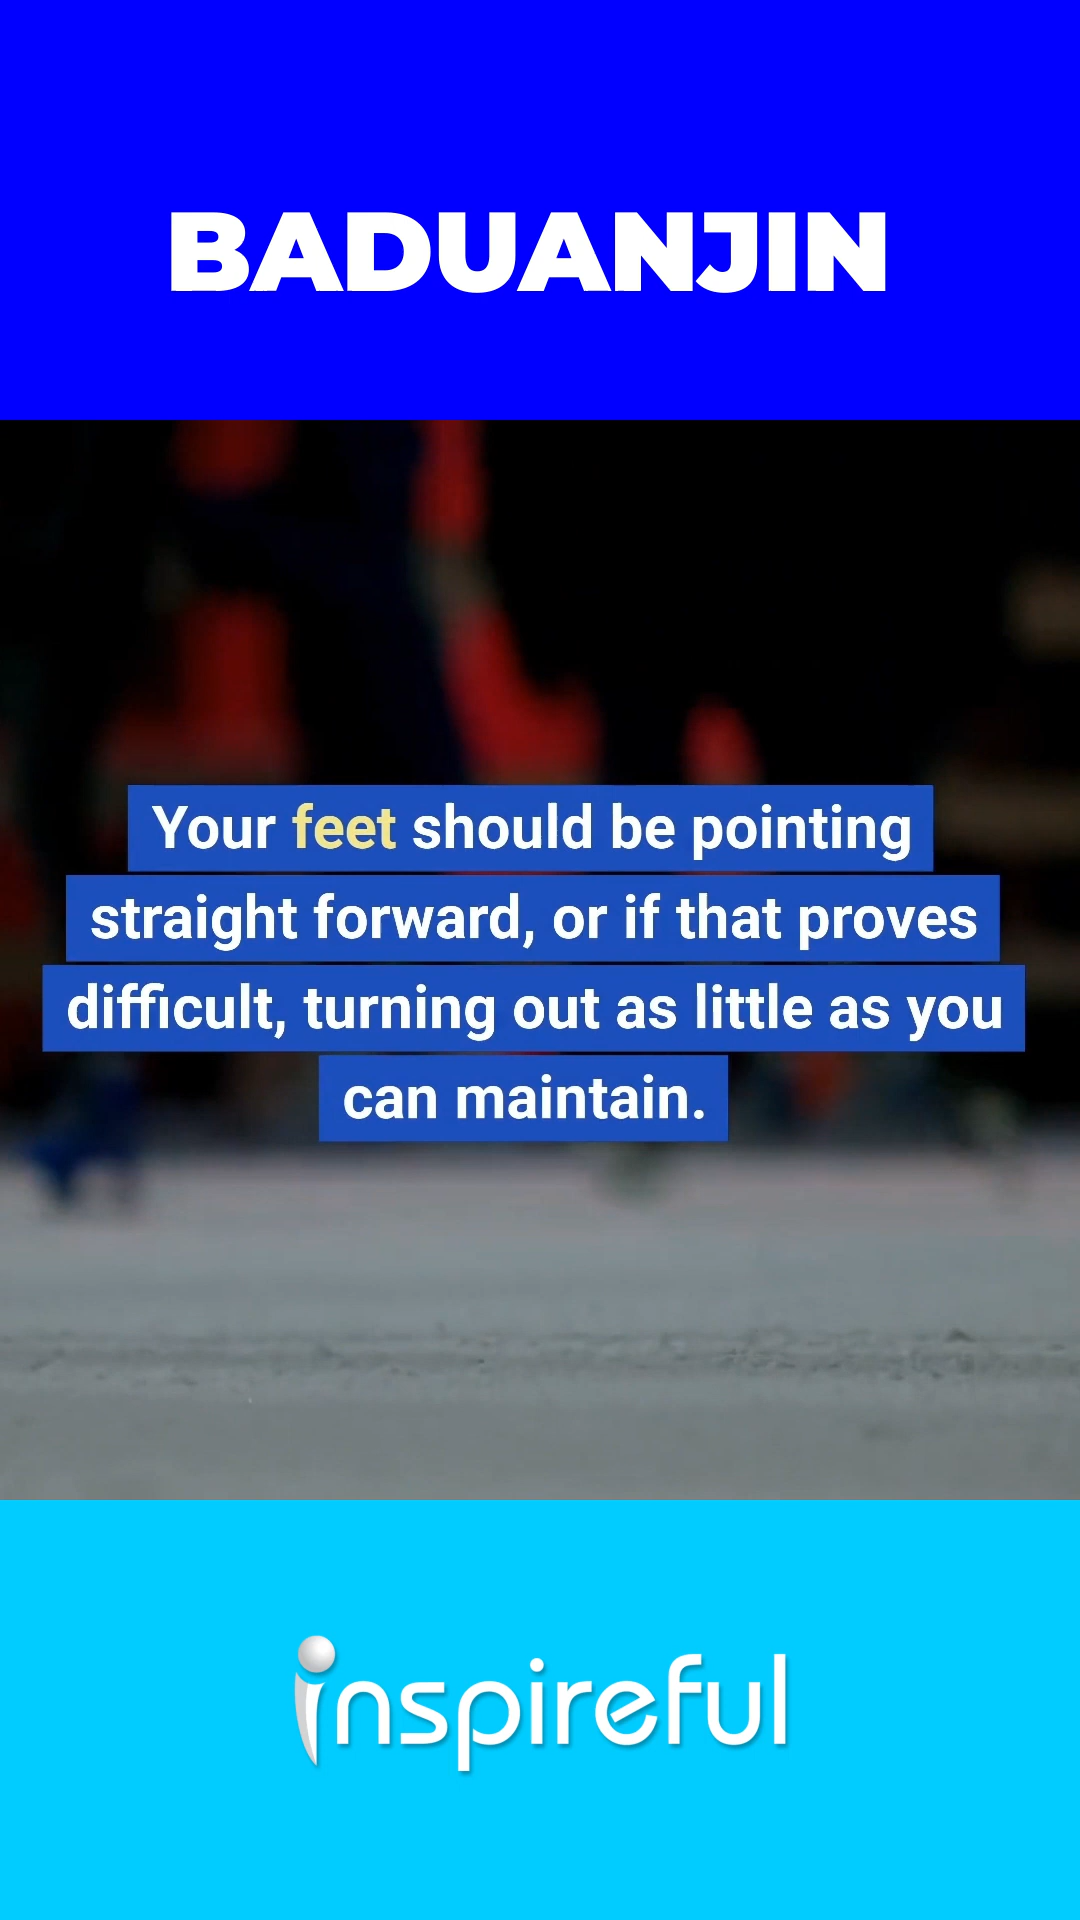 BADUANJIN
Your feet should be pointing
straight forward, or if that proves
difficult, turning out as little as you
can maintain.
inspireful